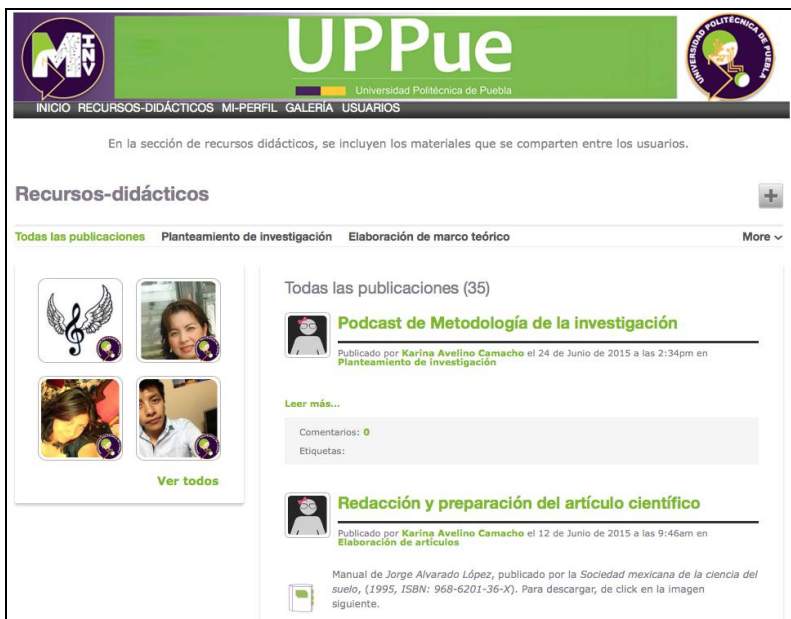 MINV
UPPue
Universidad Politécnica de Puebla
UNIVERSIDAD POLITÉCNICA DE PUEBLA
INICIO RECURSOS-DIDÁCTICOS MI-PERFIL GALERÍA USUARIOS
En la sección de recursos didácticos, se incluyen los materiales que se comparten entre los usuarios.
Recursos-didácticos
+
Todas las publicaciones Planteamiento de investigación Elaboración de marco teórico More
Todas las publicaciones (35)
Podcast de Metodología de la investigación
Publicado por Karina Avelino Camacho el 24 de Junio de 2015 a las 2:34pm en
Planteamiento de investigación
Leer más...
Comentarios: 0
Etiquetas:
Ver todos
Redacción y preparación del artículo científico
Publicado por Karina Avelino Camacho el 12 de Junio de 2015 a las 9:46am en
Elaboración de artículos
Manual de Jorge Alvarado López, publicado por la Sociedad mexicana de la ciencia del
suelo, (1995, ISBN: 968-6201-36-X). Para descargar, de click en la imagen
siguiente.